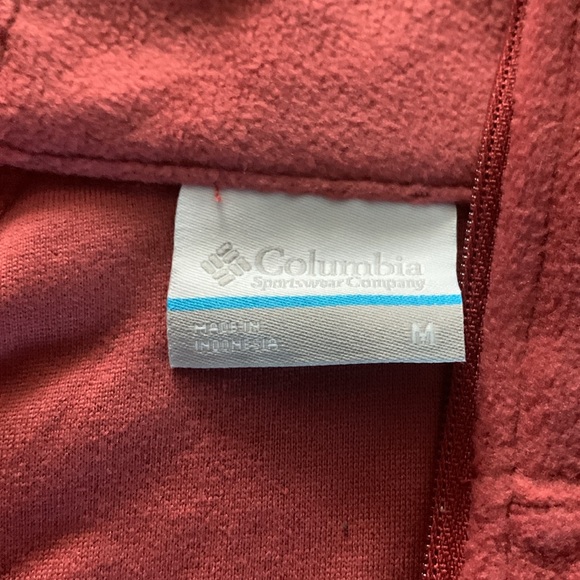 Columbia
Sportswear Company
MADE IN
INDONESIA
M